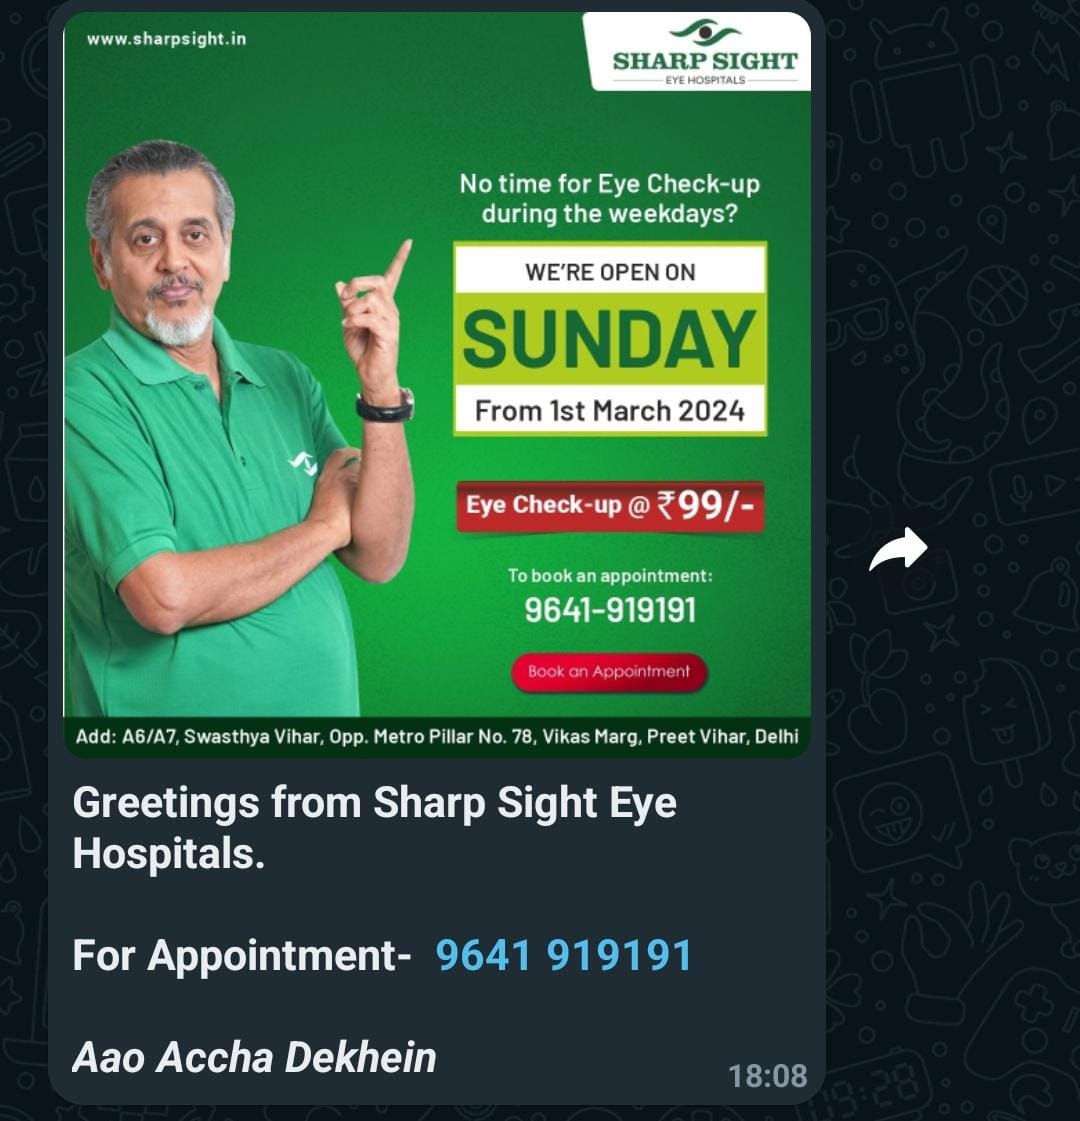 www.sharpsight.in
SHARP SIGHT
EYE HOSPITALS
No time for Eye Check-up
during the weekdays?
WE'RE OPEN ON
SUNDAY
From 1st March 2024
Eye Check-up @ ₹99/-
To book an appointment:
9641-919191
Book an Appointment
Add: A6/A7, Swasthya Vihar, Opp. Metro Pillar No. 78, Vikas Marg, Preet Vihar, Delhi
Greetings from Sharp Sight Eye
Hospitals.
For Appointment- 9641 919191
Aao Accha Dekhein
18:08
19:28